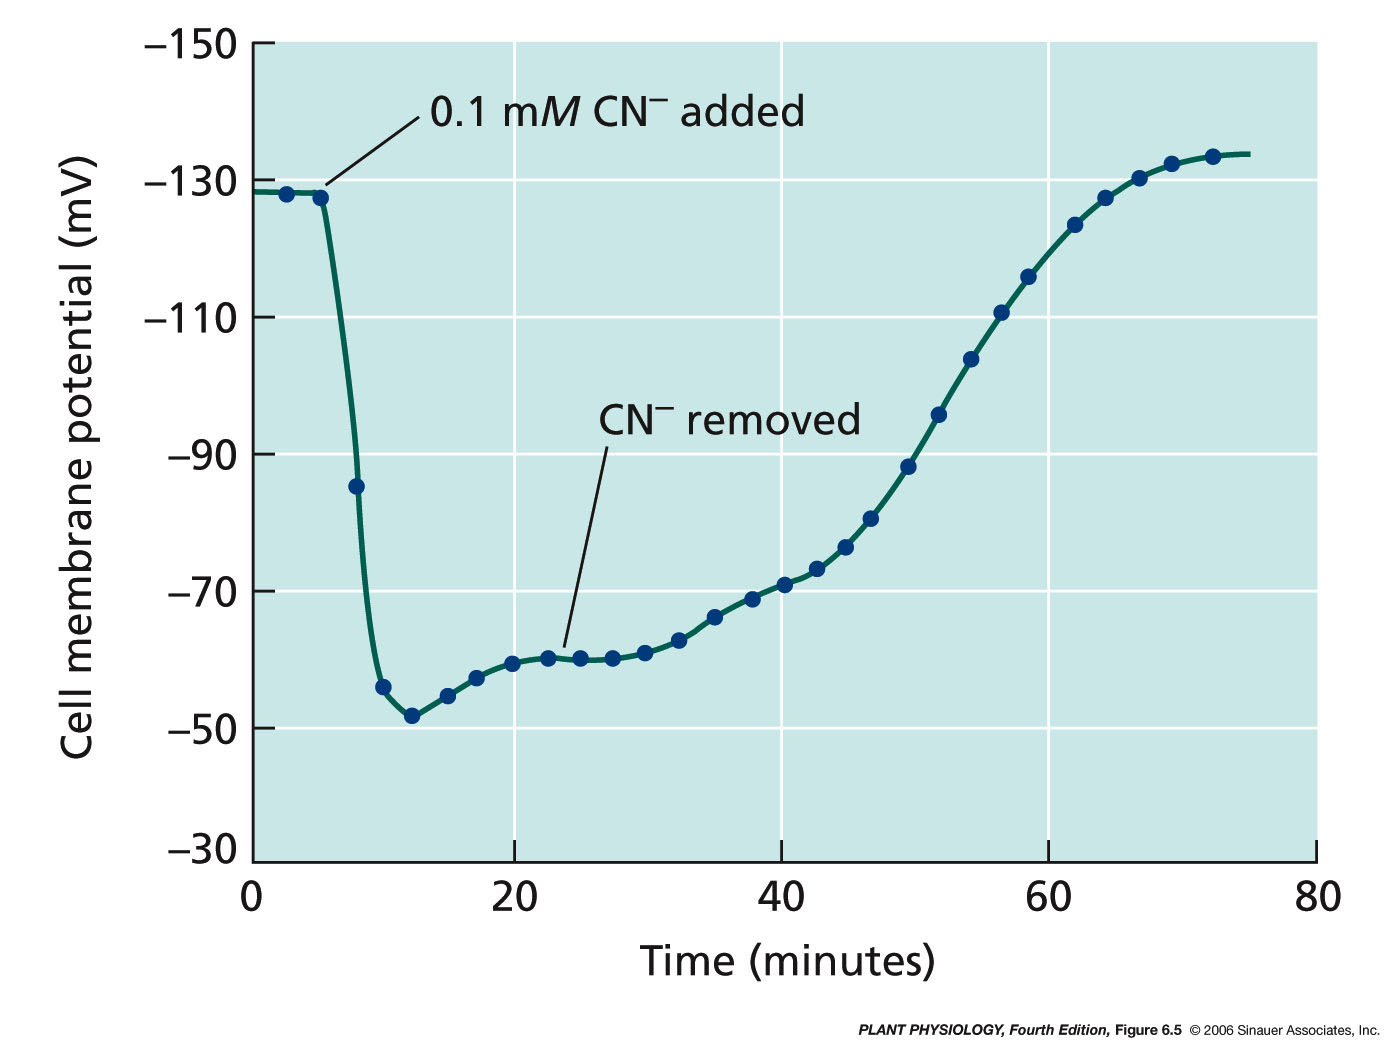 Cell membrane potential (mV)
–150
–130
–110
–90
–70
–50
–30
0.1 mM CN– added
CN– removed
0 20 40 60 80
Time (minutes)
PLANT PHYSIOLOGY, Fourth Edition, Figure 6.5 © 2006 Sinauer Associates, Inc.